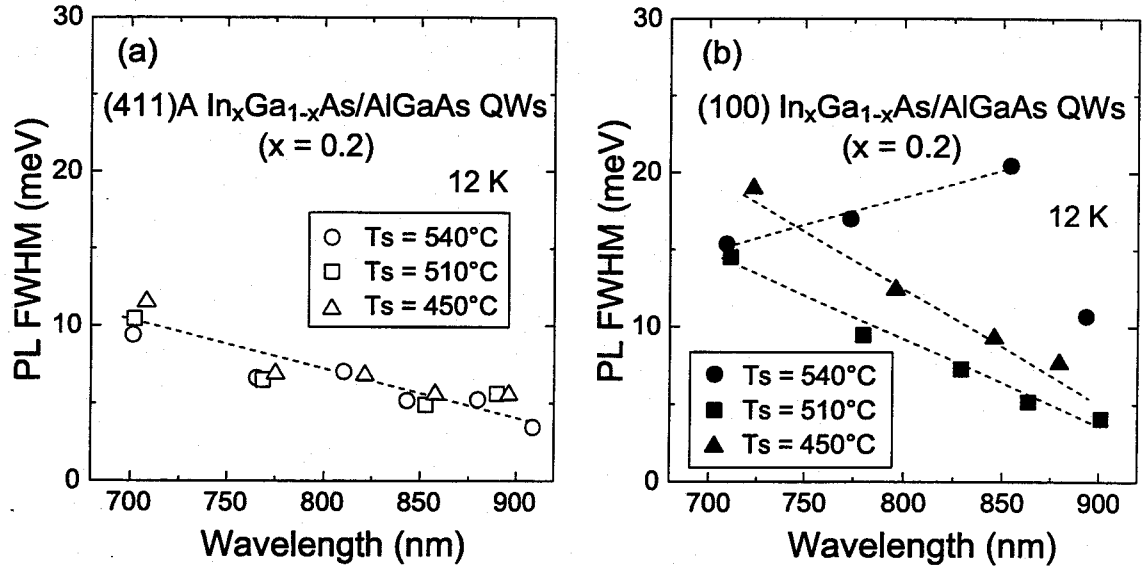 30
(a)
(411)A InxGa1-xAs/AlGaAs QWs
(x = 0.2)
20
12 K
Ts = 540°C
Ts = 510°C
Ts = 450°C
10
0
PL FWHM (meV)
700 750 800 850 900
Wavelength (nm)
30
(b)
(100) InxGa1-xAs/AlGaAs QWs
(x = 0.2)
20
12 K
10
Ts = 540°C
Ts = 510°C
Ts = 450°C
0
PL FWHM (meV)
700 750 800 850 900
Wavelength (nm)